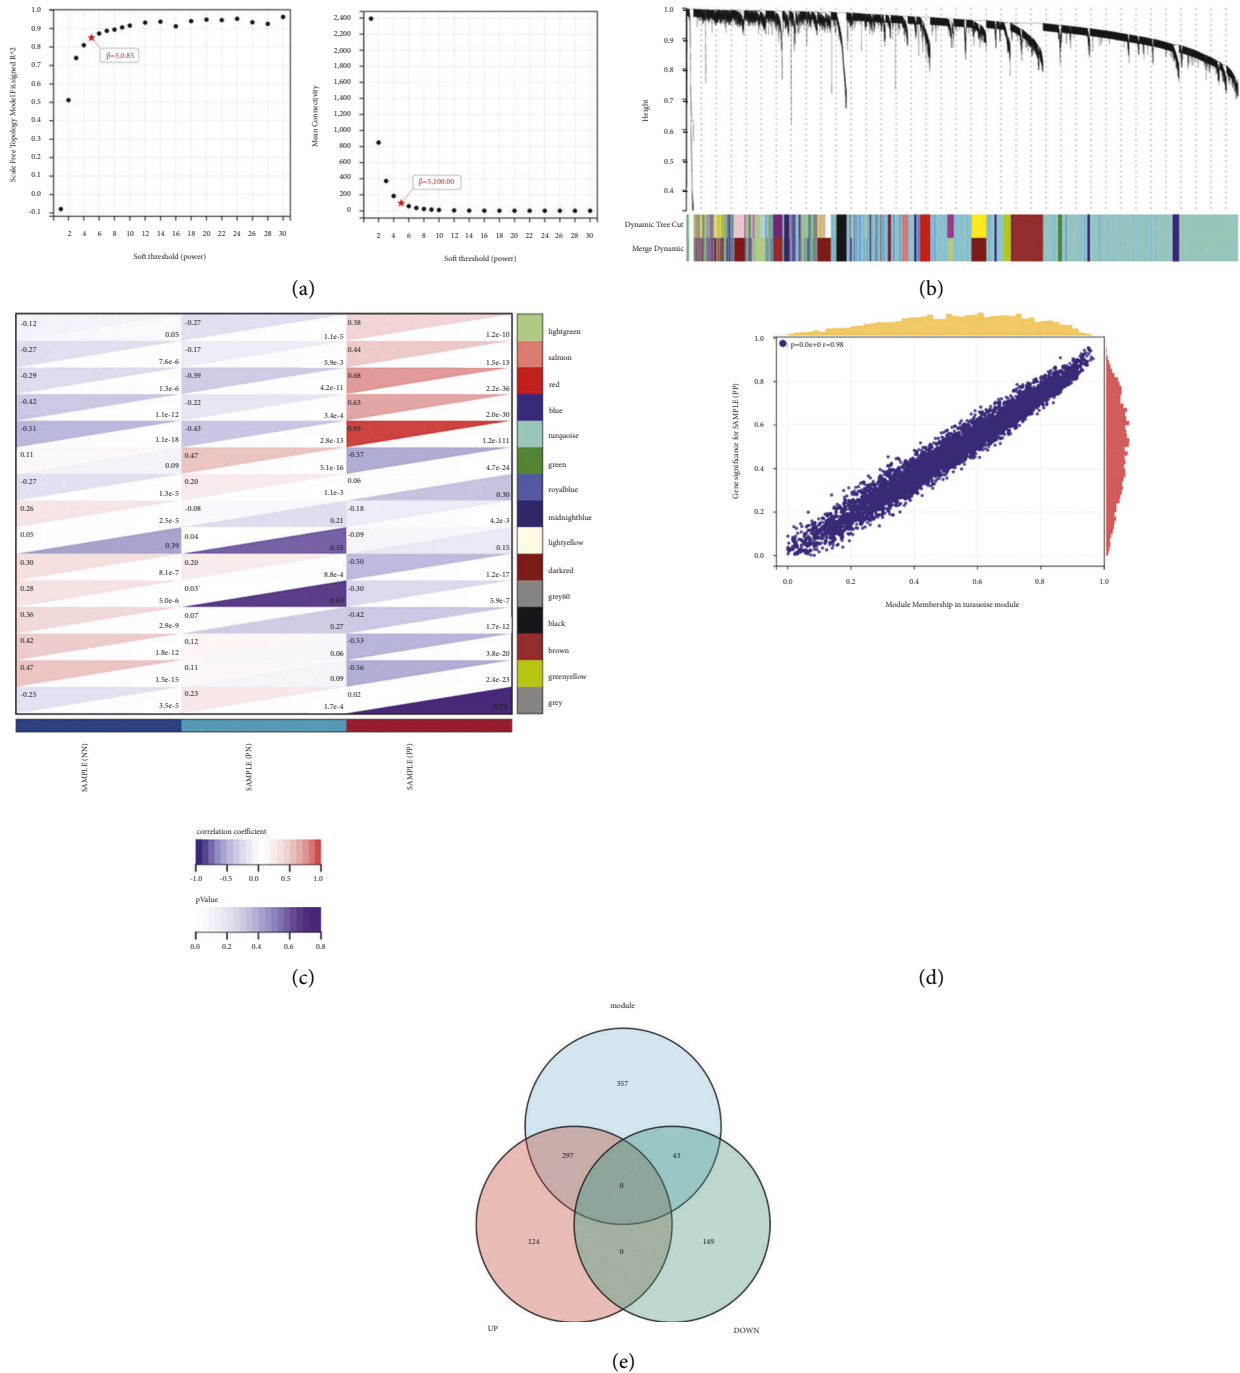 Scale Free Topology Model Fit.signed R^2
1.0
0.9
0.8
0.7
0.6
0.5
0.4
0.3
0.2
0.1
0.0
-0.1
β=5,0.85
2 4 6 8 10 12 14 16 18 20 22 24 26 28 30
Soft threshold (power)
Mean Connectivity
2,400
2,200
2,000
1,800
1,600
1,400
1,200
1,000
800
600
400
200
0
β=5,100.00
2 4 6 8 10 12 14 16 18 20 22 24 26 28 30
Soft threshold (power)
(a)
Height
1.0
0.9
0.8
0.7
0.6
0.5
0.4
Dynamic Tree Cut
Merge Dynamic
(b)
-0.12 0.05 -0.27 1.1e-5 0.38 1.2e-10 lightgreen
-0.27 7.6e-6 -0.17 5.9e-3 0.44 1.5e-13 salmon
-0.29 1.3e-6 -0.39 4.2e-11 0.68 2.2e-36 red
-0.42 1.1e-12 -0.22 3.4e-4 0.63 2.0e-30 blue
-0.51 1.1e-18 -0.43 2.8e-13 0.93 1.2e-111 turquoise
0.11 0.09 0.47 5.1e-16 -0.57 4.7e-24 green
-0.27 1.3e-5 0.20 1.1e-3 0.06 0.30 royalblue
0.26 2.5e-5 -0.08 0.21 -0.18 4.2e-3 midnightblue
0.05 0.39 0.04 0.55 -0.09 0.15 lightyellow
0.30 8.1e-7 0.20 8.8e-4 -0.50 1.2e-17 darkred
0.28 5.0e-6 0.03 0.63 -0.30 5.9e-7 grey60
0.36 2.9e-9 0.07 0.27 -0.42 1.7e-12 black
0.42 1.8e-12 0.12 0.06 -0.53 3.8e-20 brown
0.47 1.5e-15 0.11 0.09 -0.56 2.4e-23 greenyellow
-0.25 3.5e-5 0.23 1.7e-4 0.02 grey
SAMPLE (NN)
SAMPLE (PN)
SAMPLE (PP)
correlation coefficient
-1.0 -0.5 0.0 0.5 1.0
pValue
0.0 0.2 0.4 0.6 0.8
(c)
Gene significance for SAMPLE (PP)
1.0
0.8
0.6
0.4
0.2
0.0
p=0.0e+0 r=0.98
0.0 0.2 0.4 0.6 0.8 1.0
Module Membership in turauoise module
(d)
module
357
297
43
0
124
0
149
UP
DOWN
(e)